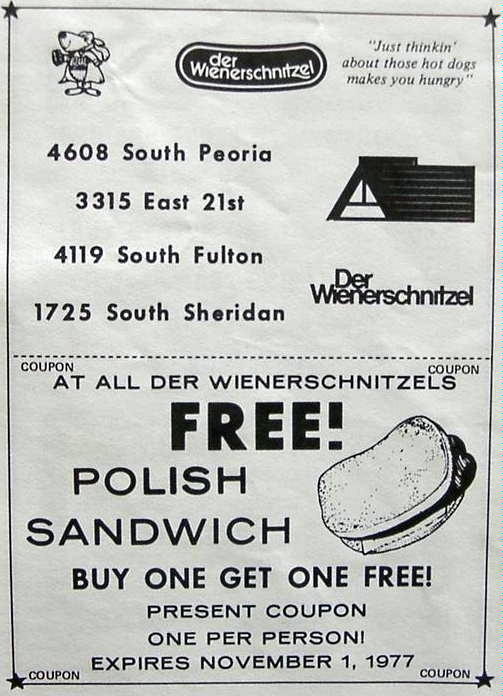 der
Wienerschnitzel
"Just thinkin'
about those hot dogs
makes you hungry"
4608 South Peoria
3315 East 21st
4119 South Fulton
1725 South Sheridan
Der
Wienerschnitzel
COUPON
COUPON
AT ALL DER WIENERSCHNITZELS
FREE!
POLISH
SANDWICH
BUY ONE GET ONE FREE!
PRESENT COUPON
ONE PER PERSON!
EXPIRES NOVEMBER 1, 1977
COUPON
COUPON